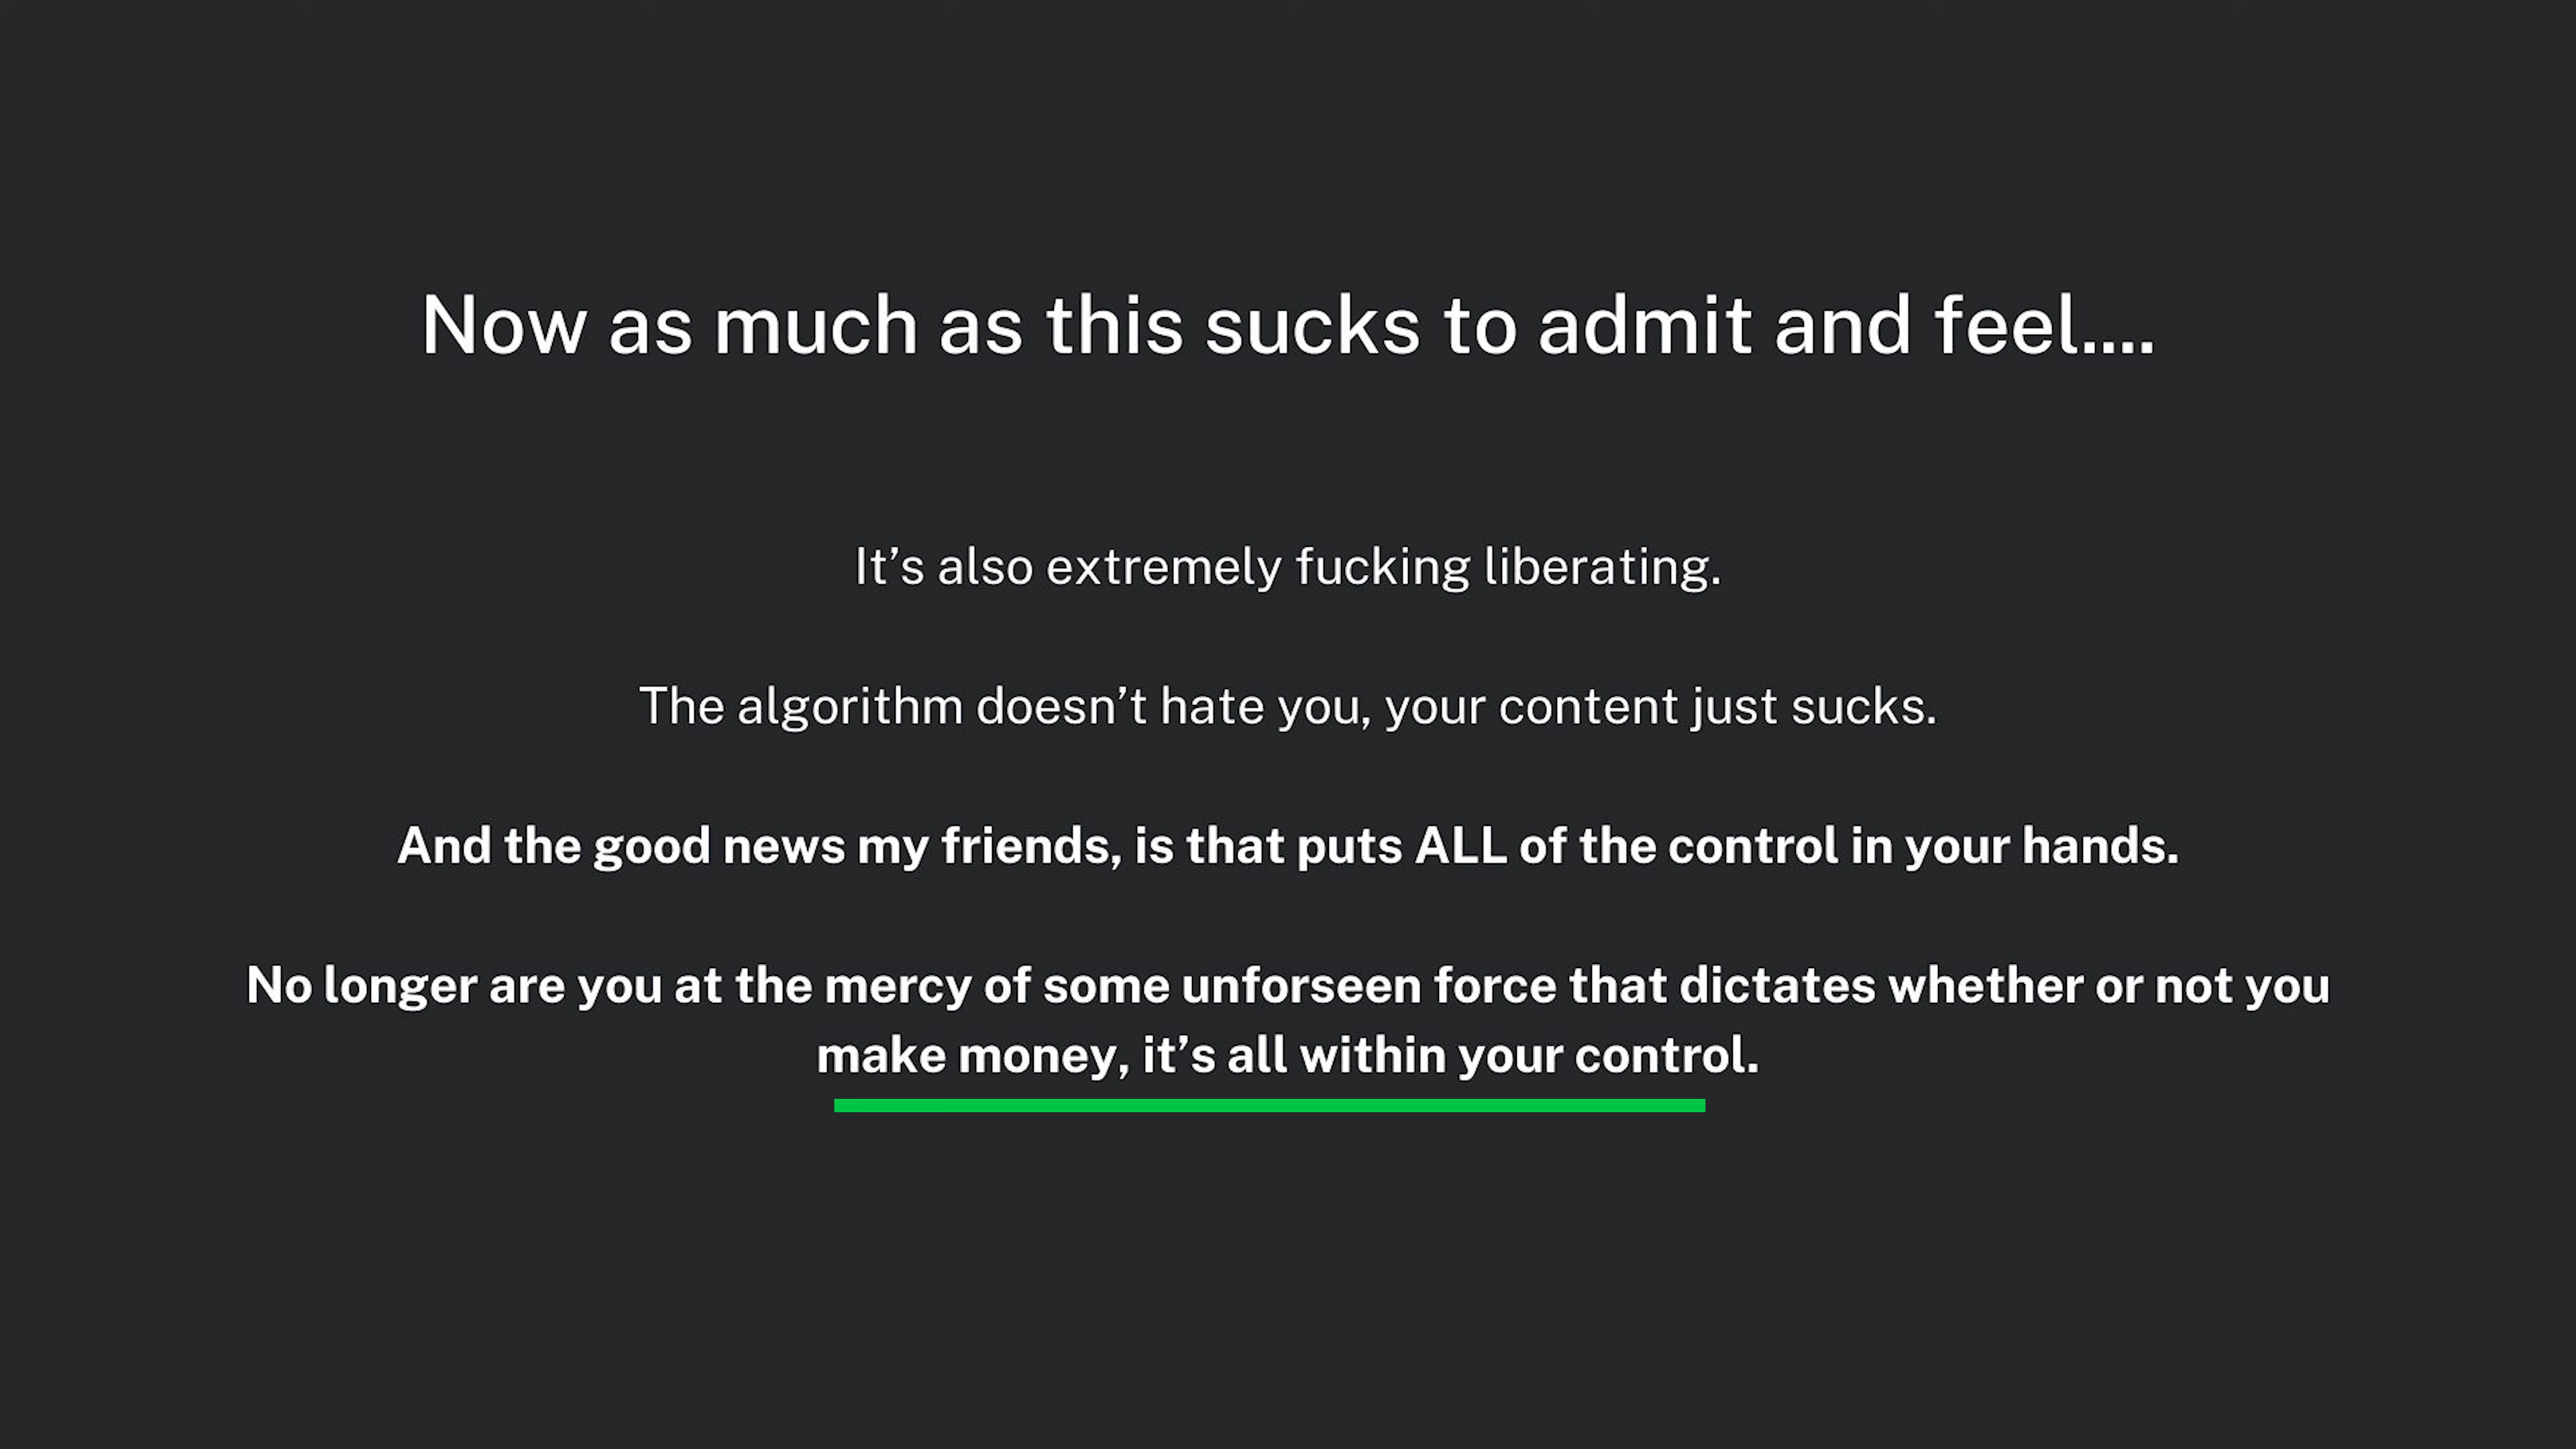 Now as much as this sucks to admit and feel....
It’s also extremely fucking liberating.
The algorithm doesn’t hate you, your content just sucks.
And the good news my friends, is that puts ALL of the control in your hands.
No longer are you at the mercy of some unforseen force that dictates whether or not you
make money, it’s all within your control.